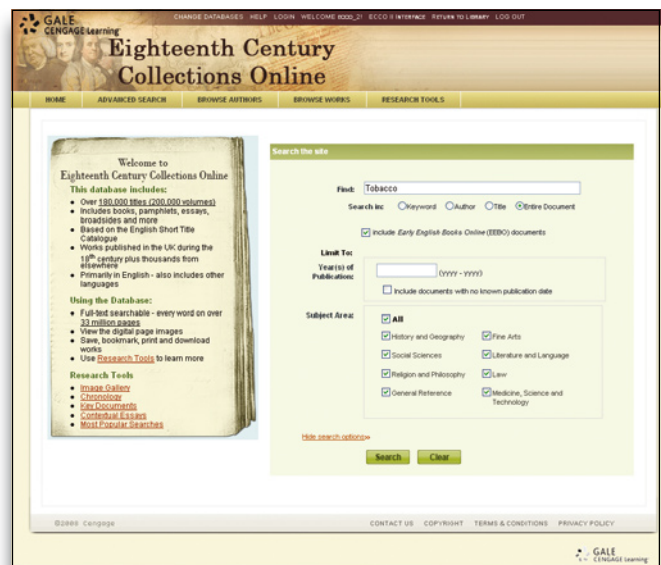 GALE
CENGAGE Learning
CHANGE DATABASES HELP LOGIN WELCOME ECCO II INTERFACE RETURN TO LIBRARY LOG OUT
Eighteenth Century
Collections Online
HOME ADVANCED SEARCH BROWSE AUTHORS BROWSE WORKS RESEARCH TOOLS
Welcome to
Eighteenth Century Collections Online
This database includes:
• Over 180,000 titles (200,000 volumes)
• Includes books, pamphlets, essays,
broadsides and more
• Based on the English Short Title
Catalogue
• Works published in the UK during the
18th century plus thousands from
elsewhere
• Primarily in English - also includes other
languages
Using the Database:
• Full-text searchable - every word on over
33 million pages
• View the digital page images
• Save, bookmark, print and download
works
• Use Research Tools to learn more
Research Tools
• Image Gallery
• Chronology
• Key Documents
• Contextual Essays
• Most Popular Searches
Search the site
Find: Tobacco
Search in: Keyword Author Title Entire Document
Include Early English Books Online (EEBO) documents
Limit To:
Year(s) of
Publication: (yyyy - yyyy)
Include documents with no known publication date
Subject Area: All
History and Geography Fine Arts
Social Sciences Literature and Language
Religion and Philosophy Law
General Reference Medicine, Science and
Technology
Hide search options
Search Clear
©2008 Cengage CONTACT US COPYRIGHT TERMS & CONDITIONS PRIVACY POLICY
GALE
CENGAGE Learning